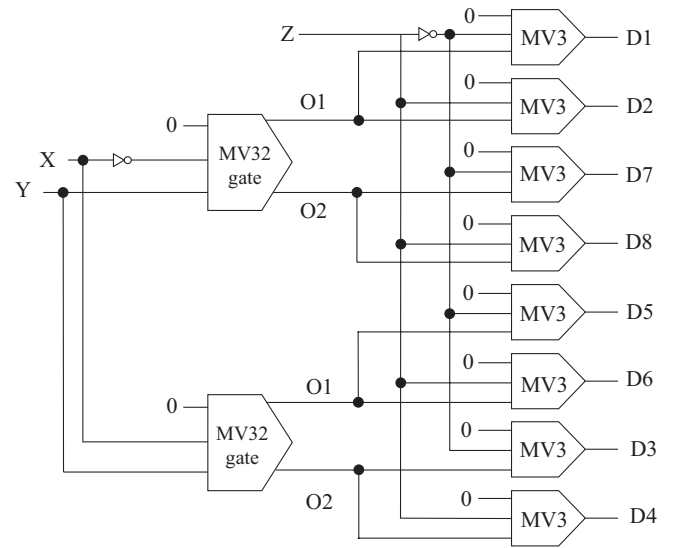 0
MV3 D1
Z
0
MV3 D2
O1
0
MV32
gate
X
Y
O2
0
MV3 D7
0
MV3 D8
0
MV3 D5
O1
0
MV3 D6
0
MV32
gate
O2
0
MV3 D3
0
MV3 D4